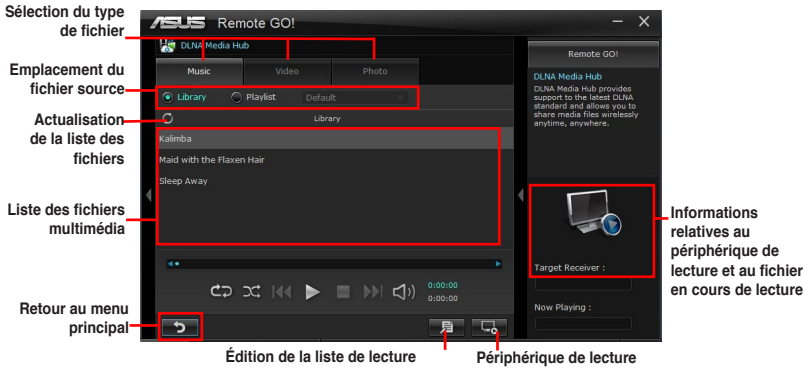 Sélection du type
de fichier
Emplacement du
fichier source
Actualisation
de la liste des
fichiers
Liste des fichiers
multimédia
Retour au menu
principal
ASUS Remote GO!
DLNA Media Hub
Music Video Photo
Library Playlist Default
Library
Kalimba
Maid with the Flaxen Hair
Sleep Away
0:00:00
0:00:00
Remote GO!
DLNA Media Hub
DLNA Media Hub provides
support to the latest DLNA
standard and allows you to
share media files wirelessly
anytime, anywhere.
Target Receiver :
Now Playing :
Informations
relatives au
périphérique de
lecture et au fichier
en cours de lecture
Édition de la liste de lecture
Périphérique de lecture